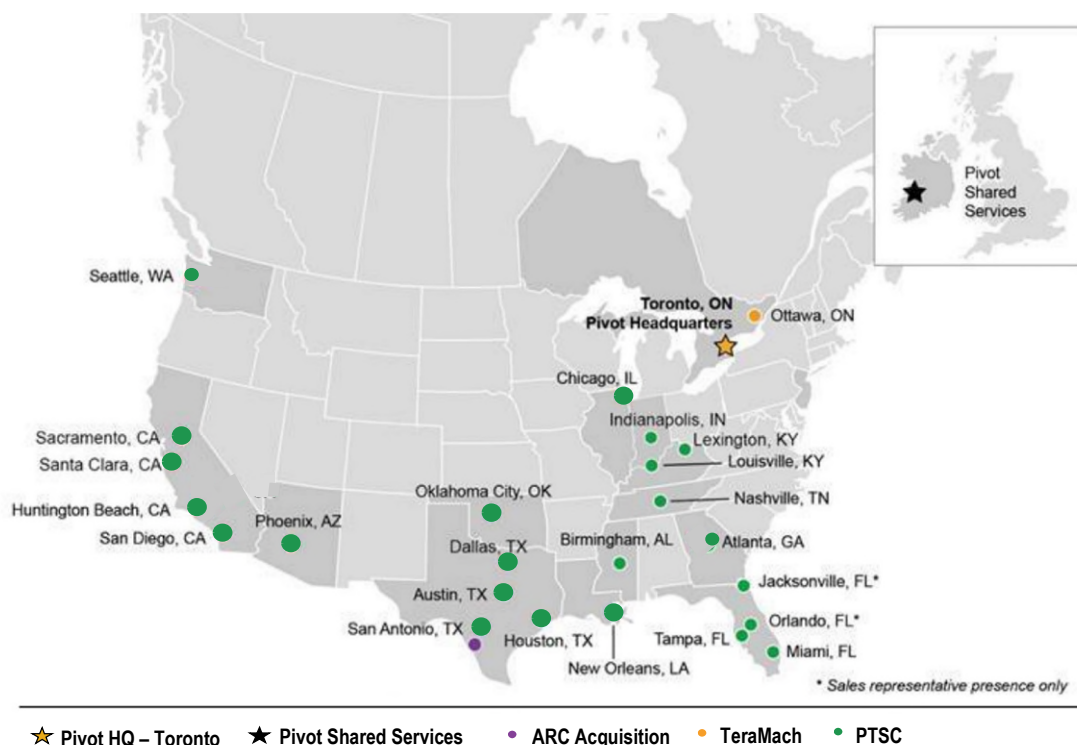 Pivot
Shared
Services
Seattle, WA
Toronto, ON
Pivot Headquarters
Ottawa, ON
Chicago, IL
Indianapolis, IN
Lexington, KY
Sacramento, CA
Santa Clara, CA
Louisville, KY
Oklahoma City, OK
Nashville, TN
Huntington Beach, CA
Phoenix, AZ
San Diego, CA
Dallas, TX
Birmingham, AL
Atlanta, GA
Austin, TX
Jacksonville, FL*
San Antonio, TX
Houston, TX
Orlando, FL*
Tampa, FL
Miami, FL
New Orleans, LA
* Sales representative presence only
Pivot HQ – Toronto
Pivot Shared Services
ARC Acquisition
TeraMach
PTSC